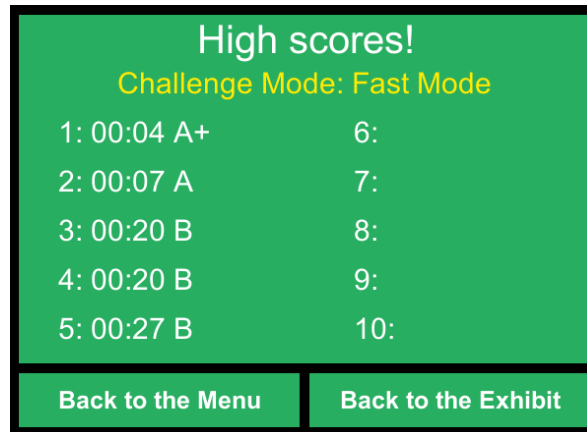 High scores!
Challenge Mode: Fast Mode
1: 00:04 A+
2: 00:07 A
3: 00:20 B
4: 00:20 B
5: 00:27 B
6:
7:
8:
9:
10:
Back to the Menu
Back to the Exhibit